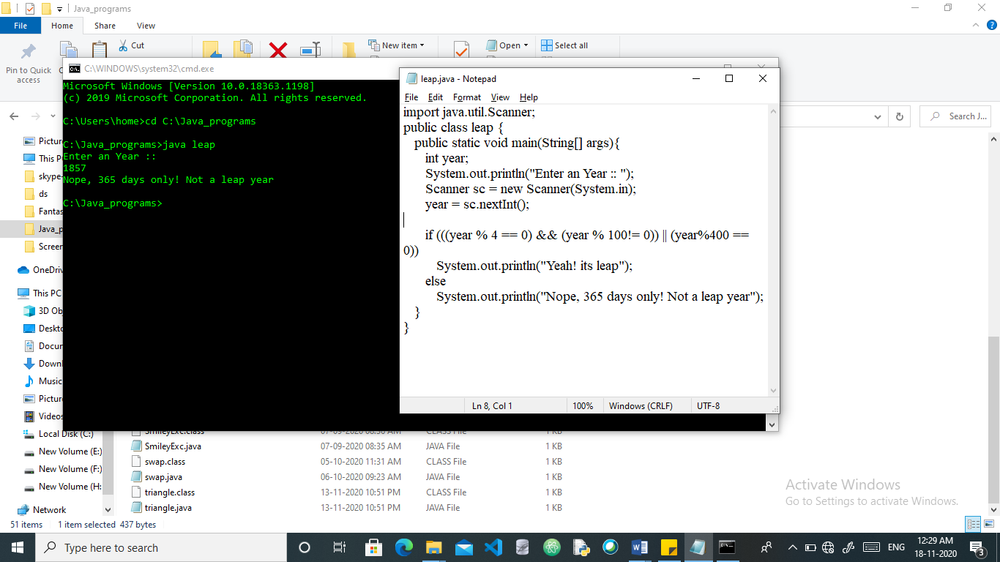 Java_programs
File
Home
Share
View
Pin to Quick
access
Cut
New item
Open
Select all
C:\WINDOWS\system32\cmd.exe
Microsoft Windows [Version 10.0.18363.1198]
(c) 2019 Microsoft Corporation. All rights reserved.
C:\Users\home>cd C:\Java_programs
C:\Java_programs>java leap
Enter an Year ::
1857
Nope, 365 days only! Not a leap year
C:\Java_programs>
leap.java - Notepad
File Edit Format View Help
import java.util.Scanner;
public class leap {
public static void main(String[] args){
int year;
System.out.println("Enter an Year :: ");
Scanner sc = new Scanner(System.in);
year = sc.nextInt();
if (((year % 4 == 0) && (year % 100!= 0)) || (year%400 ==
0))
System.out.println("Yeah! its leap");
else
System.out.println("Nope, 365 days only! Not a leap year");
}
}
Ln 8, Col 1
100%
Windows (CRLF)
UTF-8
Search J...
Pictur
This P
skype
ds
Fantas
Java_p
Screer
OneDriv
This PC
3D Ob
Deskto
Docur
Downl
Music
Picture
Videos
Local Disk (C:)
New Volume (E:)
New Volume (F:)
New Volume (H:
Network
SmileyExc.class 07-09-2020 08:36 AM CLASS File 1 KB
SmileyExc.java 07-09-2020 08:35 AM JAVA File 1 KB
swap.class 05-10-2020 11:31 AM CLASS File 1 KB
swap.java 06-10-2020 09:23 AM JAVA File 1 KB
triangle.class 13-11-2020 10:51 PM CLASS File 1 KB
triangle.java 13-11-2020 10:51 PM JAVA File 1 KB
Activate Windows
Go to Settings to activate Windows.
51 items 1 item selected 437 bytes
Type here to search
ENG
12:29 AM
18-11-2020
3